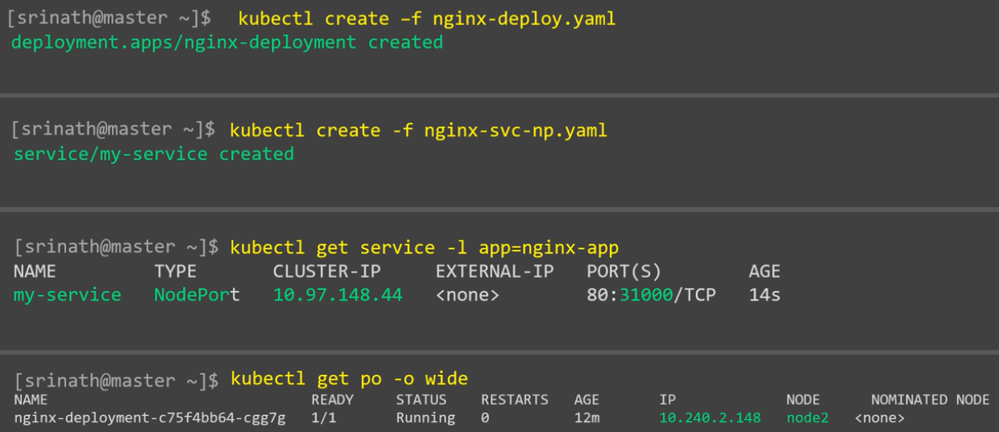 [srinath@master ~]$ kubectl create –f nginx-deploy.yaml
deployment.apps/nginx-deployment created
[srinath@master ~]$ kubectl create -f nginx-svc-np.yaml
service/my-service created
[srinath@master ~]$ kubectl get service -l app=nginx-app
NAME TYPE CLUSTER-IP EXTERNAL-IP PORT(S) AGE
my-service NodePort 10.97.148.44 <none> 80:31000/TCP 14s
[srinath@master ~]$ kubectl get po -o wide
NAME READY STATUS RESTARTS AGE IP NODE NOMINATED NODE
nginx-deployment-c75f4bb64-cgg7g 1/1 Running 0 12m 10.240.2.148 node2 <none>